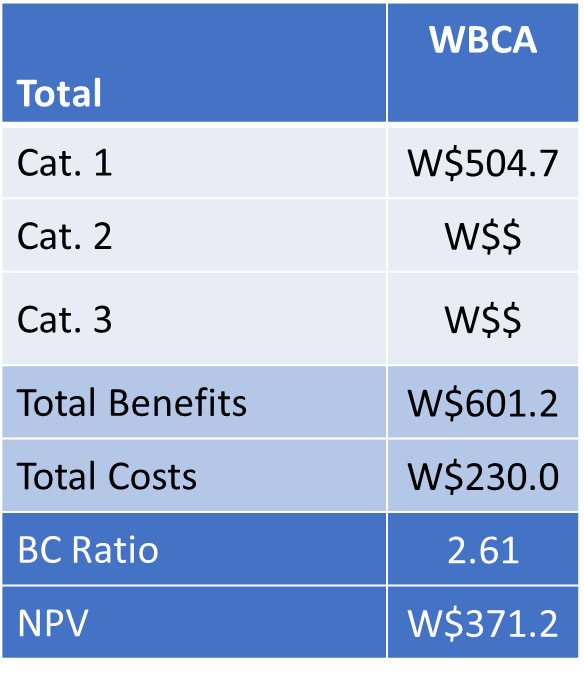 WBCA
Total
Cat. 1 W$504.7
Cat. 2 W$$
Cat. 3 W$$
Total Benefits W$601.2
Total Costs W$230.0
BC Ratio 2.61
NPV W$371.2